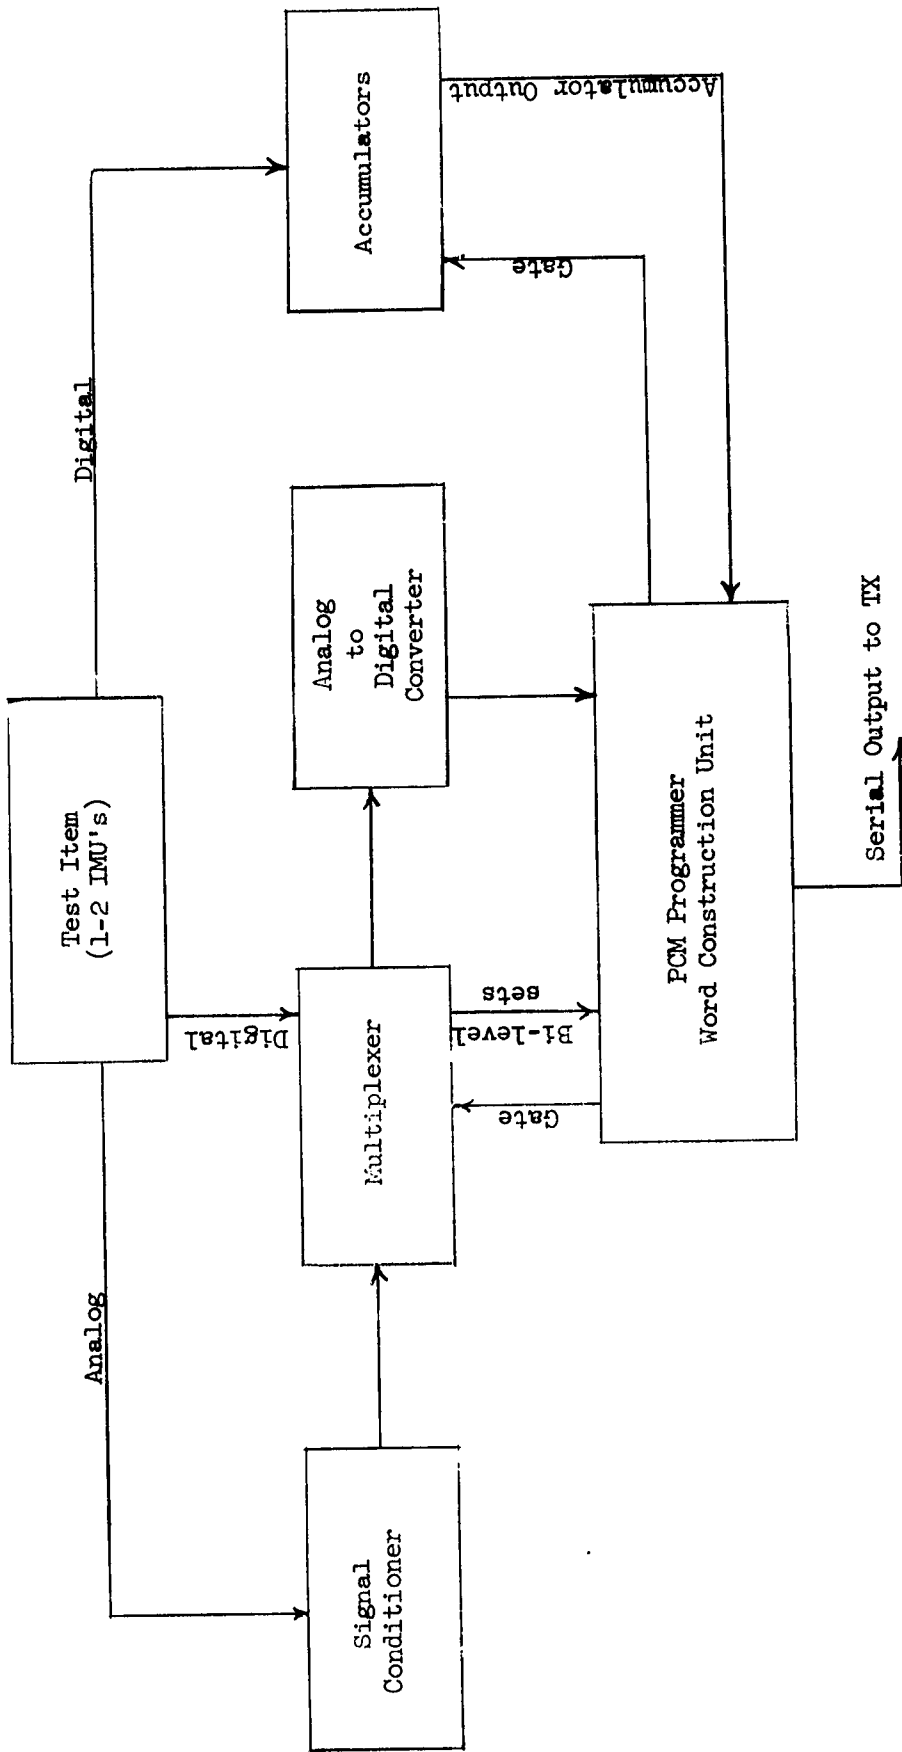 Test Item
(1-2 IMU's)
Analog
Digital
Digital
Signal
Conditioner
Multiplexer
Analog
to
Digital
Converter
Accumulators
Gate
Bi-level
sets
Gate
Accumulator Output
PCM Programmer
Word Construction Unit
Serial Output to TX